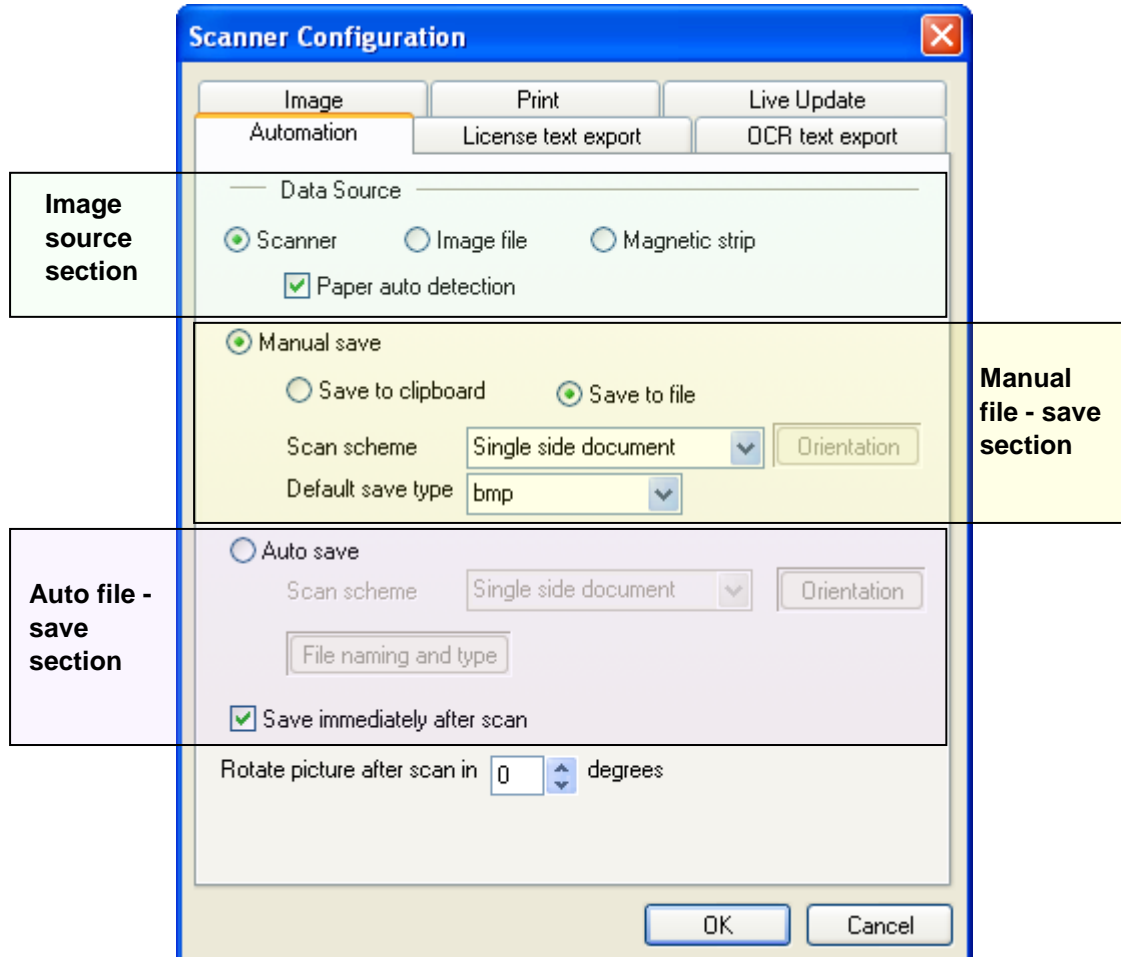 Scanner Configuration
Image Print Live Update
Automation License text export OCR text export
Image
source
section
Data Source
Scanner Image file Magnetic strip
Paper auto detection
Manual save
Save to clipboard Save to file
Scan scheme Single side document Orientation
Default save type bmp
Manual
file - save
section
Auto save
Scan scheme Single side document Orientation
File naming and type
Save immediately after scan
Auto file -
save
section
Rotate picture after scan in 0 degrees
OK Cancel